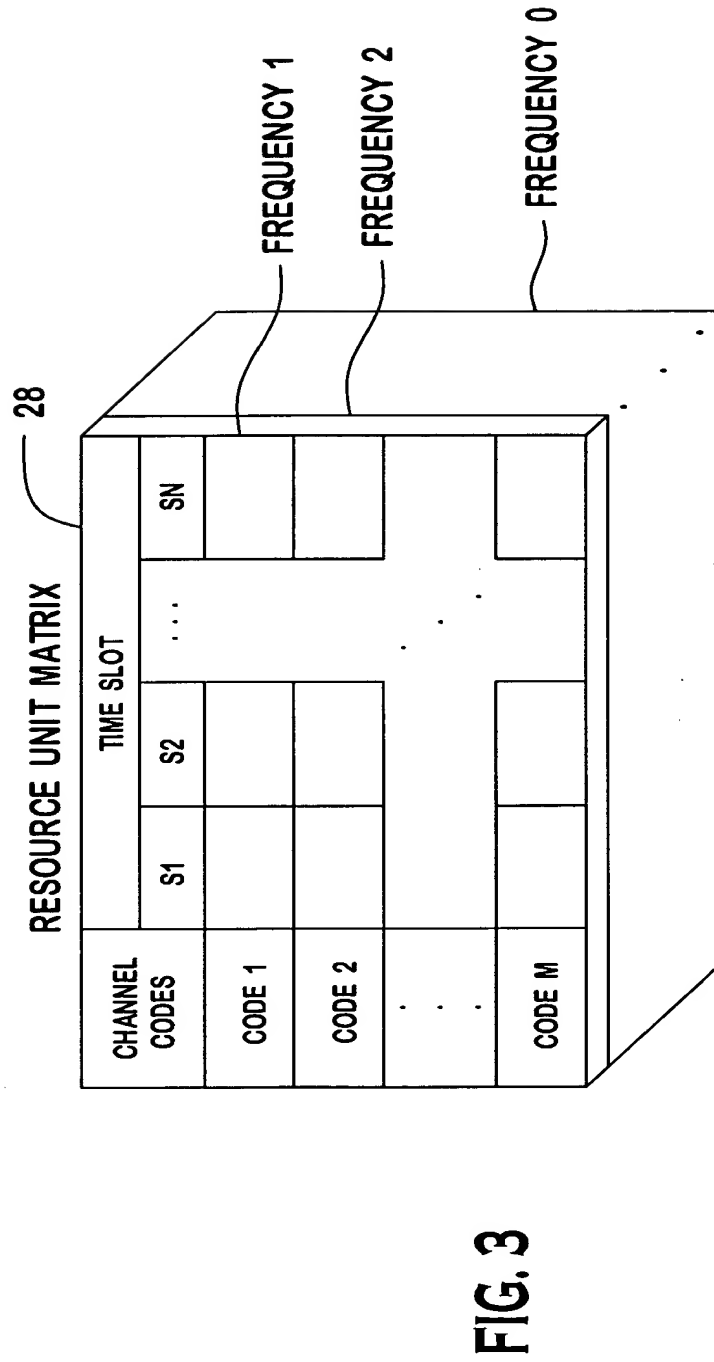 RESOURCE UNIT MATRIX
28
CHANNEL
CODES
TIME SLOT
S1
S2
. . .
SN
CODE 1
CODE 2
. . .
CODE M
FREQUENCY 1
FREQUENCY 2
FREQUENCY 0
FIG. 3